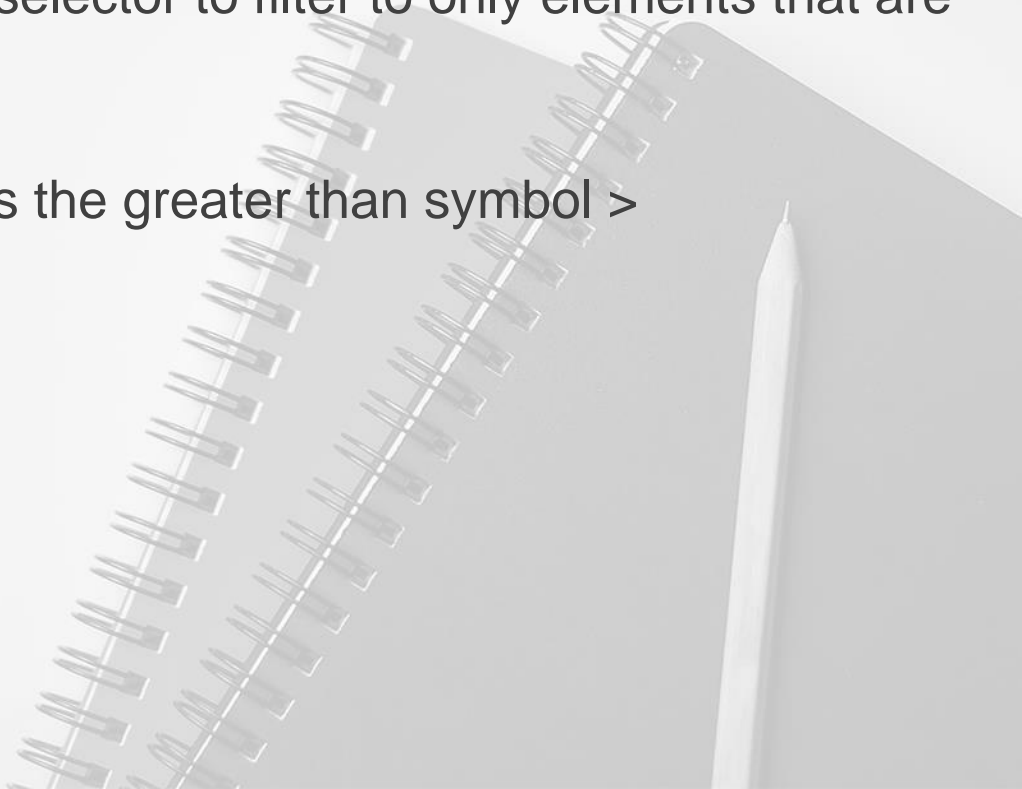 selector to filter to only elements that are
s the greater than symbol >